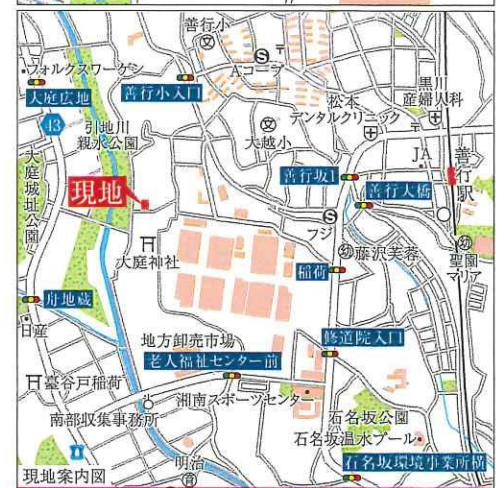 善行小
文
S
〒
Aコープ
フォルクスワーゲン
大庭広地
善行小入口
松本
デンタルクリニック
黒川
産婦人科
43
引地川
親水公園
文
大越小
JA
善行駅
大庭城址公園
現地
善行坂1
善行大橋
S
フジ
幼藤沢芙蓉
幼
聖園
マリア
大庭神社
稲荷
舟地蔵
日産
地方卸売市場
修道院入口
老人福祉センター前
臺谷戸稲荷
湘南スポーツセンター
南部収集事務所
石名坂公園
石名坂温水プール
明治
石名坂環境事業所横
現地案内図